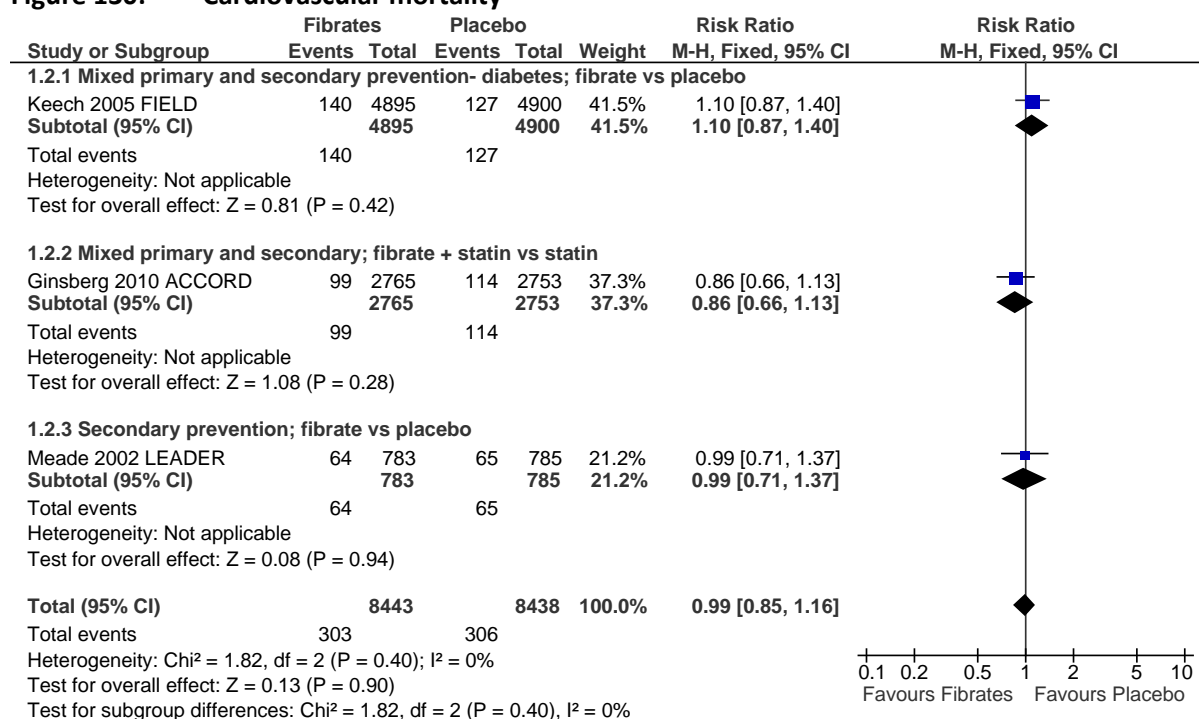 Figure 130: Cardiovascular mortality
Fibrates Placebo Risk Ratio Risk Ratio
Study or Subgroup Events Total Events Total Weight M-H, Fixed, 95% CI M-H, Fixed, 95% CI
1.2.1 Mixed primary and secondary prevention- diabetes; fibrate vs placebo
Keech 2005 FIELD 140 4895 127 4900 41.5% 1.10 [0.87, 1.40]
Subtotal (95% CI) 4895 4900 41.5% 1.10 [0.87, 1.40]
Total events 140 127
Heterogeneity: Not applicable
Test for overall effect: Z = 0.81 (P = 0.42)
1.2.2 Mixed primary and secondary; fibrate + statin vs statin
Ginsberg 2010 ACCORD 99 2765 114 2753 37.3% 0.86 [0.66, 1.13]
Subtotal (95% CI) 2765 2753 37.3% 0.86 [0.66, 1.13]
Total events 99 114
Heterogeneity: Not applicable
Test for overall effect: Z = 1.08 (P = 0.28)
1.2.3 Secondary prevention; fibrate vs placebo
Meade 2002 LEADER 64 783 65 785 21.2% 0.99 [0.71, 1.37]
Subtotal (95% CI) 783 785 21.2% 0.99 [0.71, 1.37]
Total events 64 65
Heterogeneity: Not applicable
Test for overall effect: Z = 0.08 (P = 0.94)
Total (95% CI) 8443 8438 100.0% 0.99 [0.85, 1.16]
Total events 303 306
Heterogeneity: Chi² = 1.82, df = 2 (P = 0.40); I² = 0%
Test for overall effect: Z = 0.13 (P = 0.90)
Test for subgroup differences: Chi² = 1.82, df = 2 (P = 0.40), I² = 0%
0.1 0.2 0.5 1 2 5 10
Favours Fibrates Favours Placebo